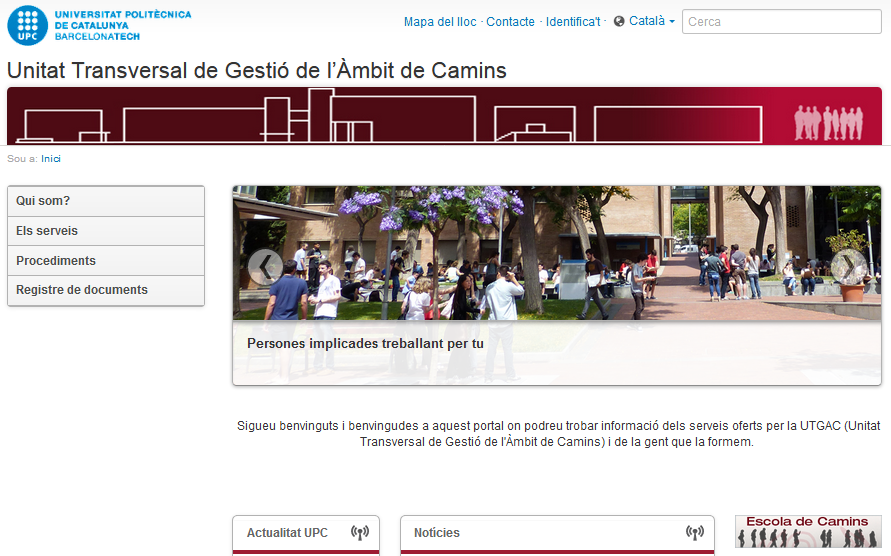 UNIVERSITAT POLITÈCNICA
DE CATALUNYA
BARCELONATECH
UPC
Mapa del lloc · Contacte · Identifica't ·
Català
Cerca
Unitat Transversal de Gestió de l'Àmbit de Camins
Sou a: Inici
Qui som?
Els serveis
Procediments
Registre de documents
Persones implicades treballant per tu
Sigueu benvinguts i benvingudes a aquest portal on podreu trobar informació dels serveis oferts per la UTGAC (Unitat
Transversal de Gestió de l'Àmbit de Camins) i de la gent que la formem.
Actualitat UPC
Notícies
Escola de Camins